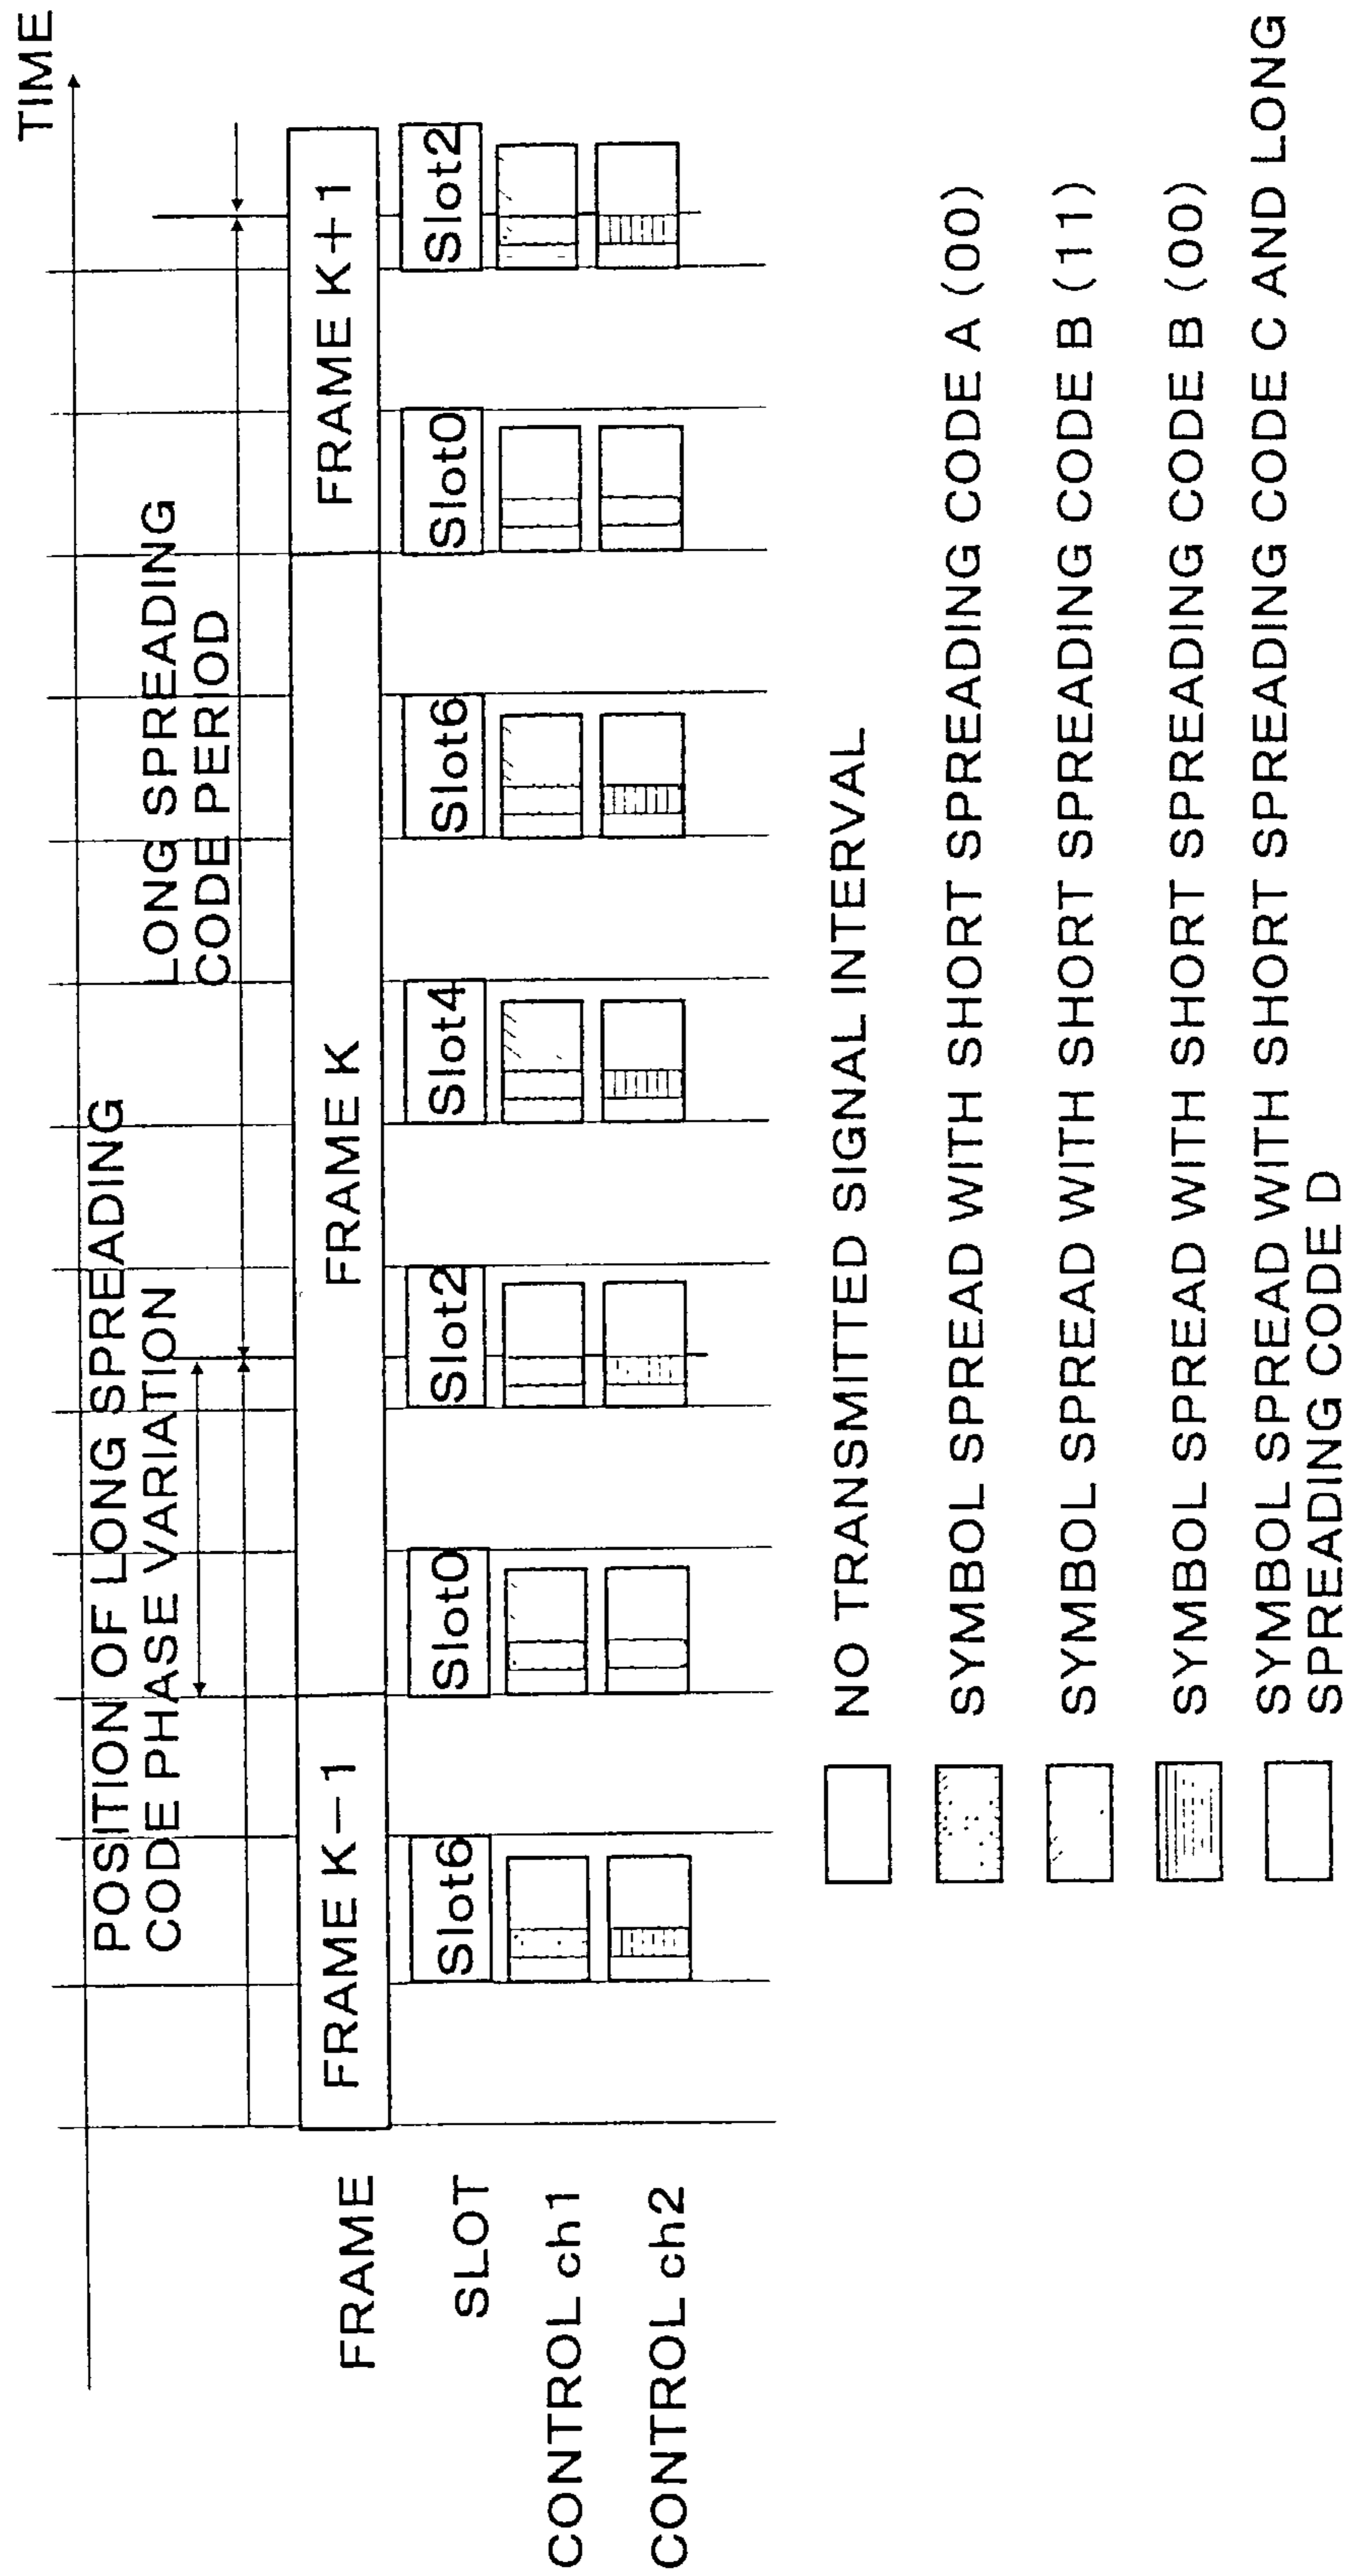 TIME
POSITION OF LONG SPREADING
CODE PHASE VARIATION
LONG SPREADING
CODE PERIOD
FRAME
FRAME K−1
FRAME K
FRAME K+1
SLOT
Slot6
Slot0
Slot2
Slot4
Slot6
Slot0
Slot2
CONTROL ch1
CONTROL ch2
NO TRANSMITTED SIGNAL INTERVAL
SYMBOL SPREAD WITH SHORT SPREADING CODE A (00)
SYMBOL SPREAD WITH SHORT SPREADING CODE B (11)
SYMBOL SPREAD WITH SHORT SPREADING CODE B (00)
SYMBOL SPREAD WITH SHORT SPREADING CODE C AND LONG
SPREADING CODE D